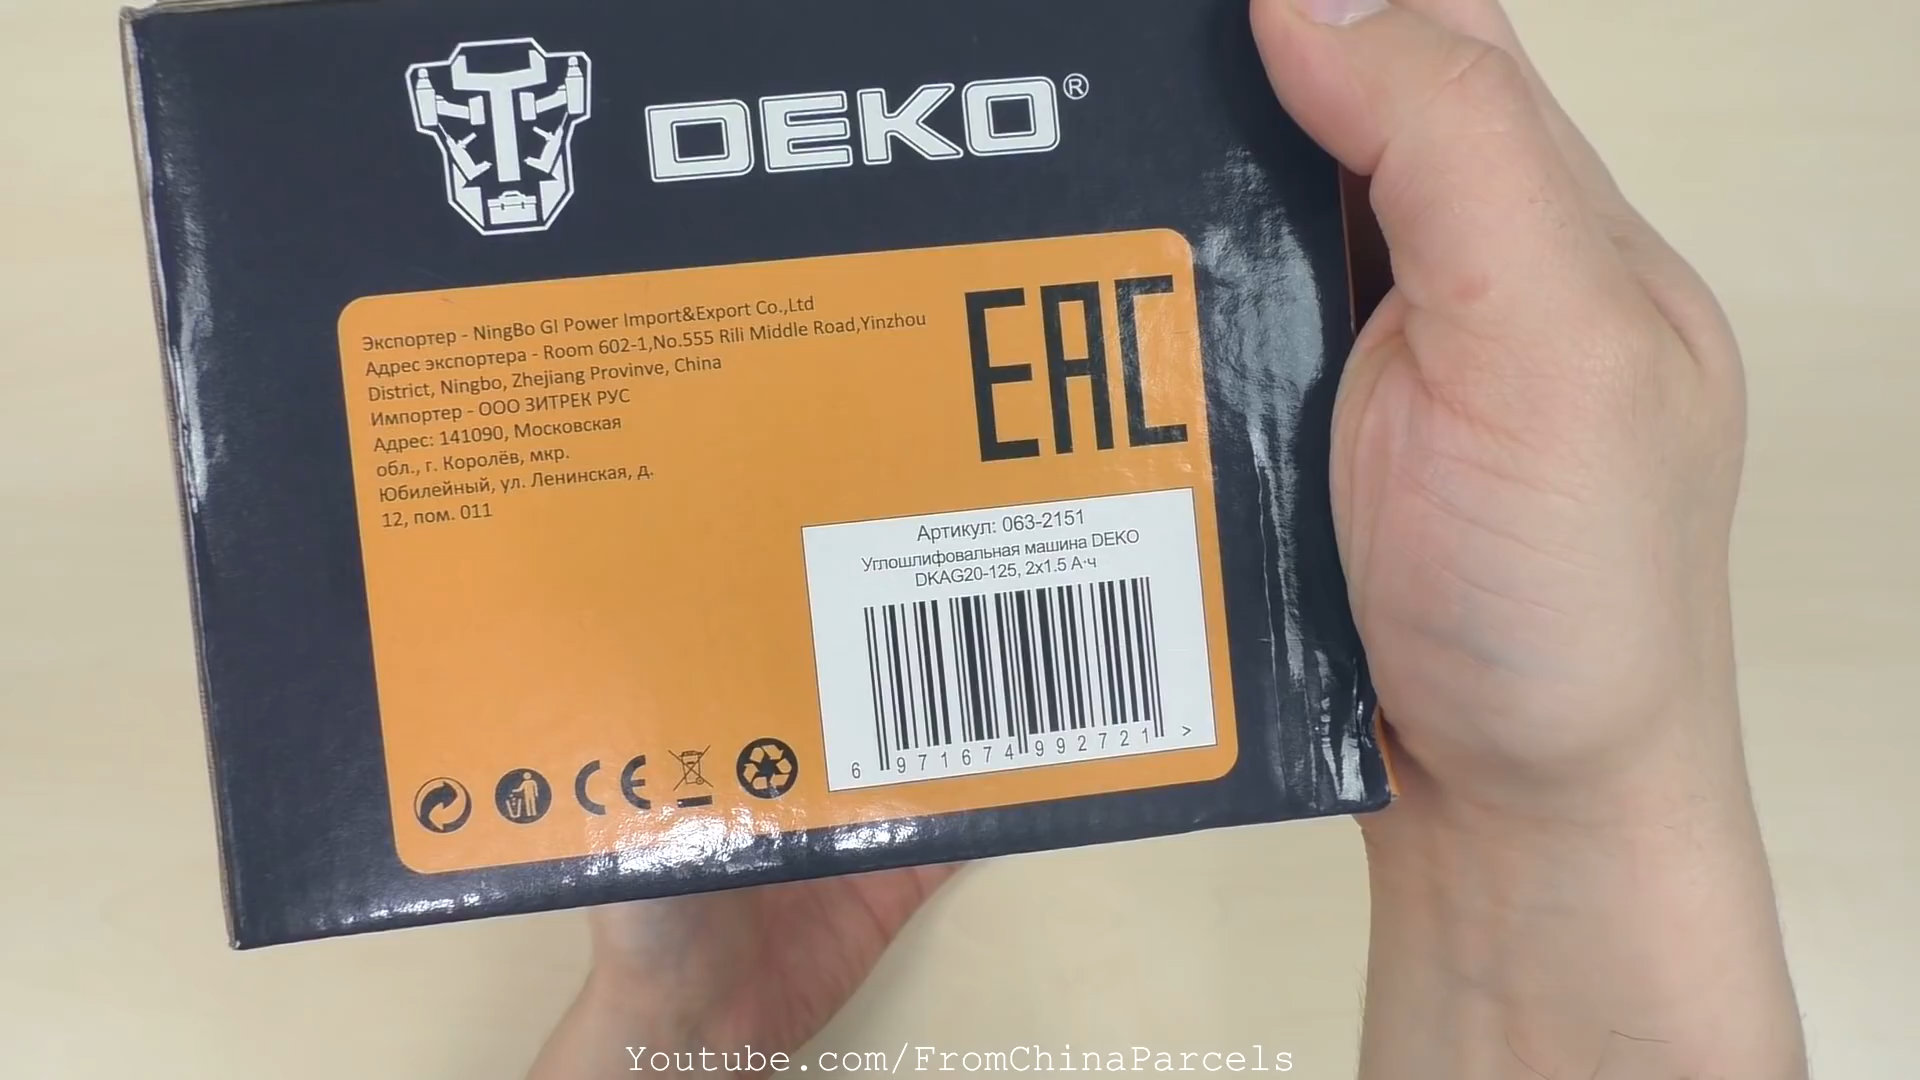 DEKO®
Экспортер - NingBo GI Power Import&Export Co.,Ltd
Адрес экспортера - Room 602-1,No.555 Rili Middle Road,Yinzhou
District, Ningbo, Zhejiang Provinve, China
Импортер - ООО ЗИТРЕК РУС
Адрес: 141090, Московская
обл., г. Королёв, мкр.
Юбилейный, ул. Ленинская, д.
12, пом. 011
EAC
Артикул: 063-2151
Углошлифовальная машина DEKO
DKAG20-125, 2x1.5 А·ч
6 971674 992721 >
CE
Youtube.com/FromChinaParcels